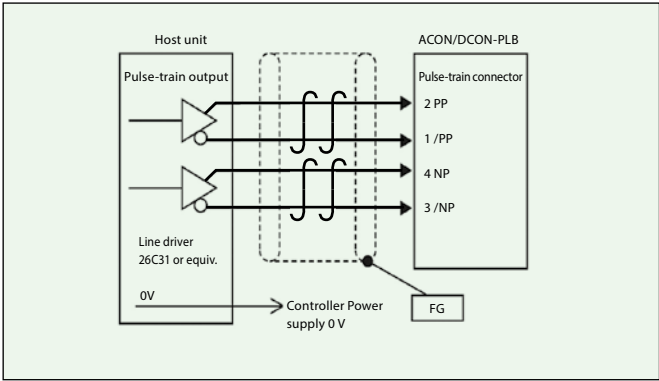 Host unit
ACON/DCON-PLB
Pulse-train output
Pulse-train connector
2 PP
1 /PP
4 NP
3 /NP
Line driver
26C31 or equiv.
0V
Controller Power
supply 0 V
FG